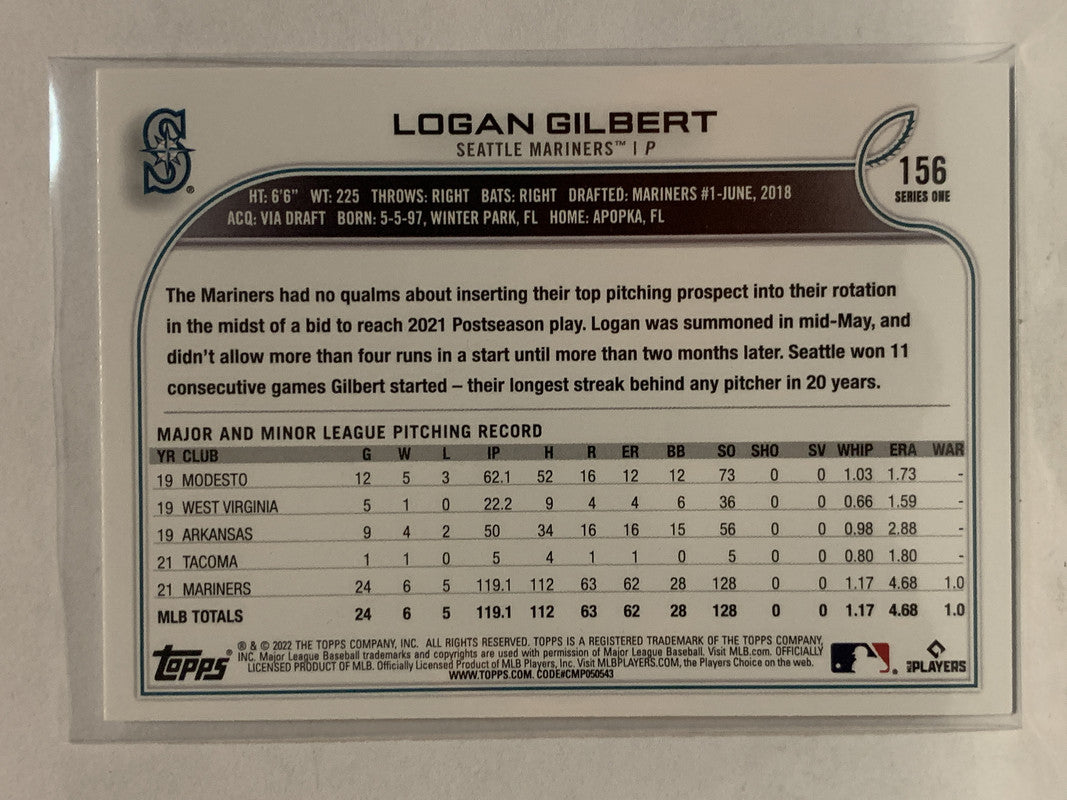 LOGAN GILBERT
SEATTLE MARINERS™ | P
156
SERIES ONE
HT: 6'6" WT: 225 THROWS: RIGHT BATS: RIGHT DRAFTED: MARINERS #1-JUNE, 2018
ACQ: VIA DRAFT BORN: 5-5-97, WINTER PARK, FL HOME: APOPKA, FL
The Mariners had no qualms about inserting their top pitching prospect into their rotation
in the midst of a bid to reach 2021 Postseason play. Logan was summoned in mid-May, and
didn't allow more than four runs in a start until more than two months later. Seattle won 11
consecutive games Gilbert started – their longest streak behind any pitcher in 20 years.
MAJOR AND MINOR LEAGUE PITCHING RECORD
YR CLUB G W L IP H R ER BB SO SHO SV WHIP ERA WAR
19 MODESTO 12 5 3 62.1 52 16 12 12 73 0 0 1.03 1.73 -
19 WEST VIRGINIA 5 1 0 22.2 9 4 4 6 36 0 0 0.66 1.59 -
19 ARKANSAS 9 4 2 50 34 16 16 15 56 0 0 0.98 2.88 -
21 TACOMA 1 1 0 5 4 1 1 0 5 0 0 0.80 1.80 -
21 MARINERS 24 6 5 119.1 112 63 62 28 128 0 0 1.17 4.68 1.0
MLB TOTALS 24 6 5 119.1 112 63 62 28 128 0 0 1.17 4.68 1.0
Topps®
® & © 2022 THE TOPPS COMPANY, INC. ALL RIGHTS RESERVED. TOPPS IS A REGISTERED TRADEMARK OF THE TOPPS COMPANY,
INC. Major League Baseball trademarks and copyrights are used with permission of Major League Baseball. Visit MLB.com. OFFICIALLY
LICENSED PRODUCT OF MLB. Officially Licensed Product of MLB Players, Inc. Visit MLBPLAYERS.COM, the Players Choice on the web.
WWW.TOPPS.COM. CODE#CMP050543
PLAYERS